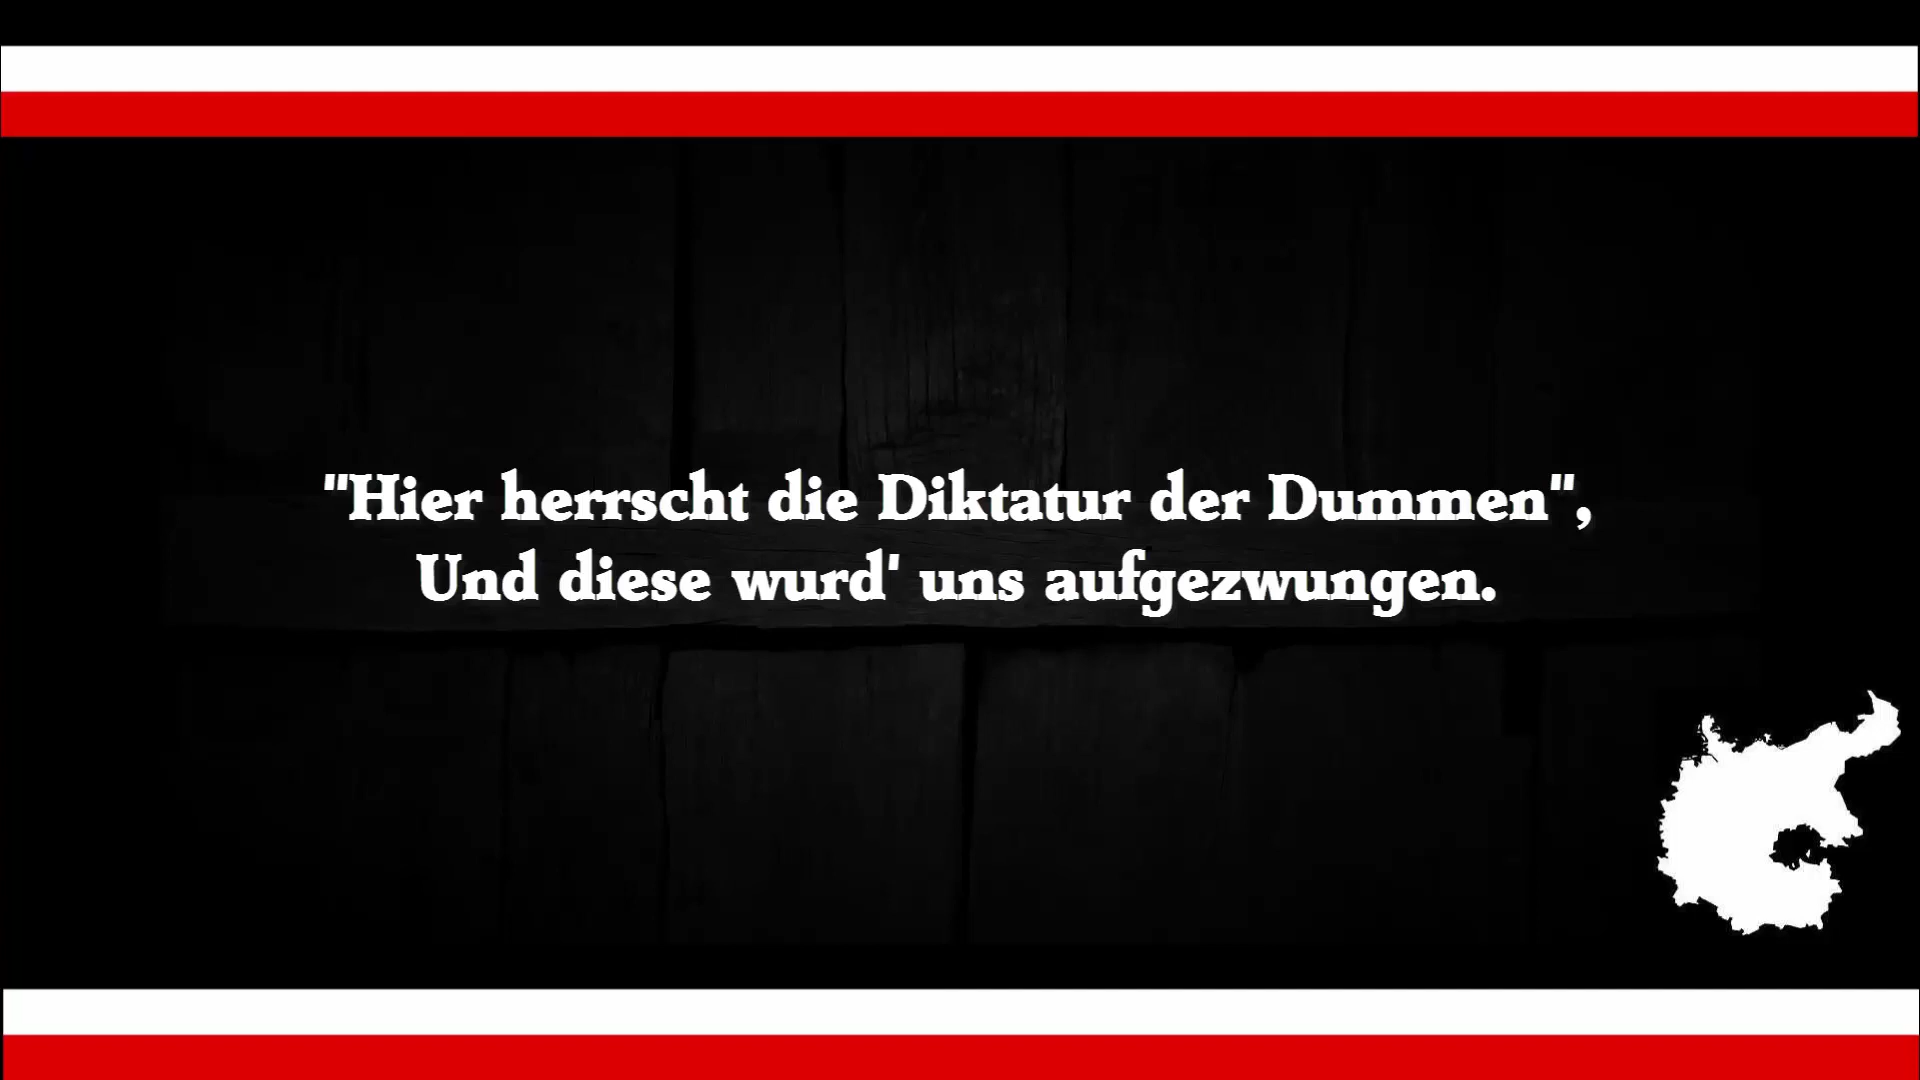 "Hier herrscht die Diktatur der Dummen",
Und diese wurd' uns aufgezwungen.